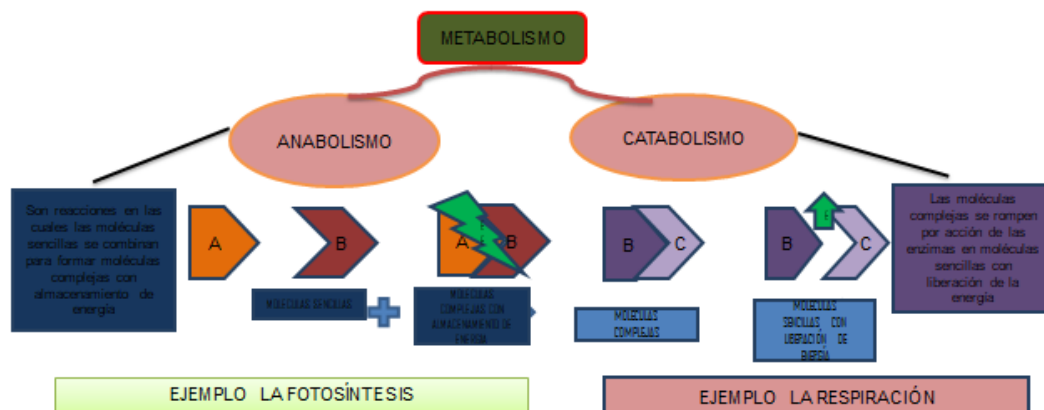 METABOLISMO
ANABOLISMO
CATABOLISMO
Son reacciones en las
cuales las moléculas
sencillas se combinan
para formar moléculas
complejas con
almacenamiento de
energía
A
B
A
B
B
C
B
E
C
Las moléculas
complejas se rompen
por acción de las
enzimas en moléculas
sencillas con
liberación de la
energía
MOLECULAS SENCILLAS
MOLECULAS
COMPLEJAS CON
ALMACENAMIENTO DE
ENERGIA
MOLECULAS
COMPLEJAS
MOLECULAS
SENCILLAS, CON
LIBERACIÓN DE
ENERGÍA
EJEMPLO LA FOTOSÍNTESIS
EJEMPLO LA RESPIRACIÓN